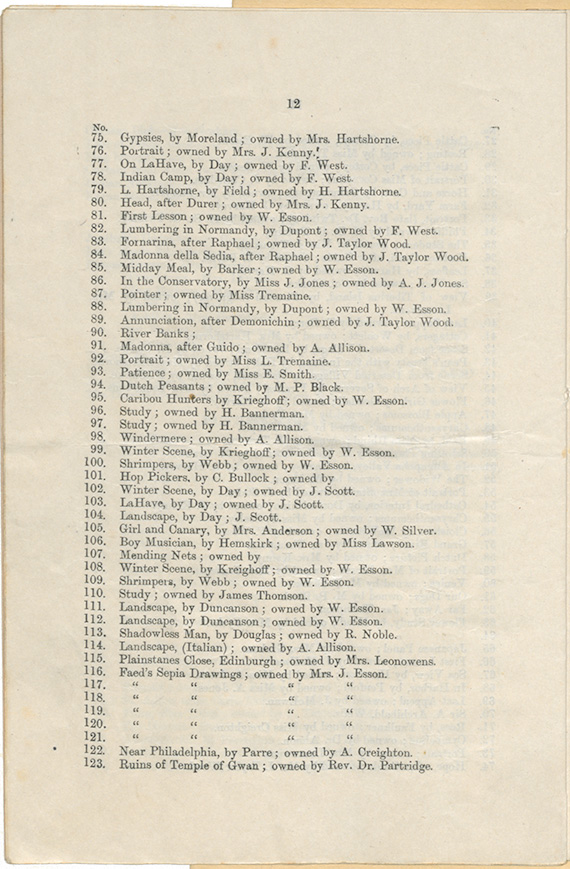 12
No.
75. Gypsies, by Moreland ; owned by Mrs. Hartshorne.
76. Portrait ; owned by Mrs. J. Kenny.
77. On LaHave, by Day ; owned by F. West.
78. Indian Camp, by Day ; owned by F. West.
79. L. Hartshorne, by Field ; owned by H. Hartshorne.
80. Head, after Durer ; owned by Mrs. J. Kenny.
81. First Lesson ; owned by W. Esson.
82. Lumbering in Normandy, by Dupont ; owned by F. West.
83. Fornarina, after Raphael ; owned by J. Taylor Wood.
84. Madonna della Sedia, after Raphael ; owned by J. Taylor Wood.
85. Midday Meal, by Barker ; owned by W. Esson.
86. In the Conservatory, by Miss J. Jones ; owned by A. J. Jones.
87. Pointer ; owned by Miss Tremaine.
88. Lumbering in Normandy, by Dupont ; owned by W. Esson.
89. Annunciation, after Demonichin ; owned by J. Taylor Wood.
90. River Banks ;
91. Madonna, after Guido ; owned by A. Allison.
92. Portrait ; owned by Miss L. Tremaine.
93. Patience ; owned by Miss E. Smith.
94. Dutch Peasants ; owned by M. P. Black.
95. Caribou Hunters by Krieghoff ; owned by W. Esson.
96. Study ; owned by H. Bannerman.
97. Study ; owned by H. Bannerman.
98. Windermere ; owned by A. Allison.
99. Winter Scene, by Krieghoff ; owned by W. Esson.
100. Shrimpers, by Webb ; owned by W. Esson.
101. Hop Pickers, by C. Bullock ; owned by
102. Winter Scene, by Day ; owned by J. Scott.
103. LaHave, by Day ; owned by J. Scott.
104. Landscape, by Day ; J. Scott.
105. Girl and Canary, by Mrs. Anderson ; owned by W. Silver.
106. Boy Musician, by Hemskirk ; owned by Miss Lawson.
107. Mending Nets ; owned by
108. Winter Scene, by Kreighoff ; owned by W. Esson.
109. Shrimpers, by Webb ; owned by W. Esson.
110. Study ; owned by James Thomson.
111. Landscape, by Duncanson ; owned by W. Esson.
112. Landscape, by Duncanson ; owned by W. Esson.
113. Shadowless Man, by Douglas ; owned by R. Noble.
114. Landscape, (Italian) ; owned by A. Allison.
115. Plainstanes Close, Edinburgh ; owned by Mrs. Leonowens.
116. Faed's Sepia Drawings ; owned by Mrs. J. Esson.
117. “ “ “ “
118. “ “ “ “
119. “ “ “ “
120. “ “ “ “
121. “ “ “ “
122. Near Philadelphia, by Parre ; owned by A. Creighton.
123. Ruins of Temple of Gwan ; owned by Rev. Dr. Partridge.